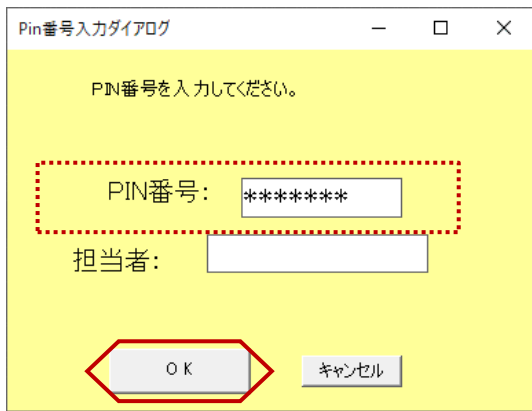 Pin番号入力ダイアログ
PIN番号を入力してください。
PIN番号: *******
担当者:
OK キャンセル